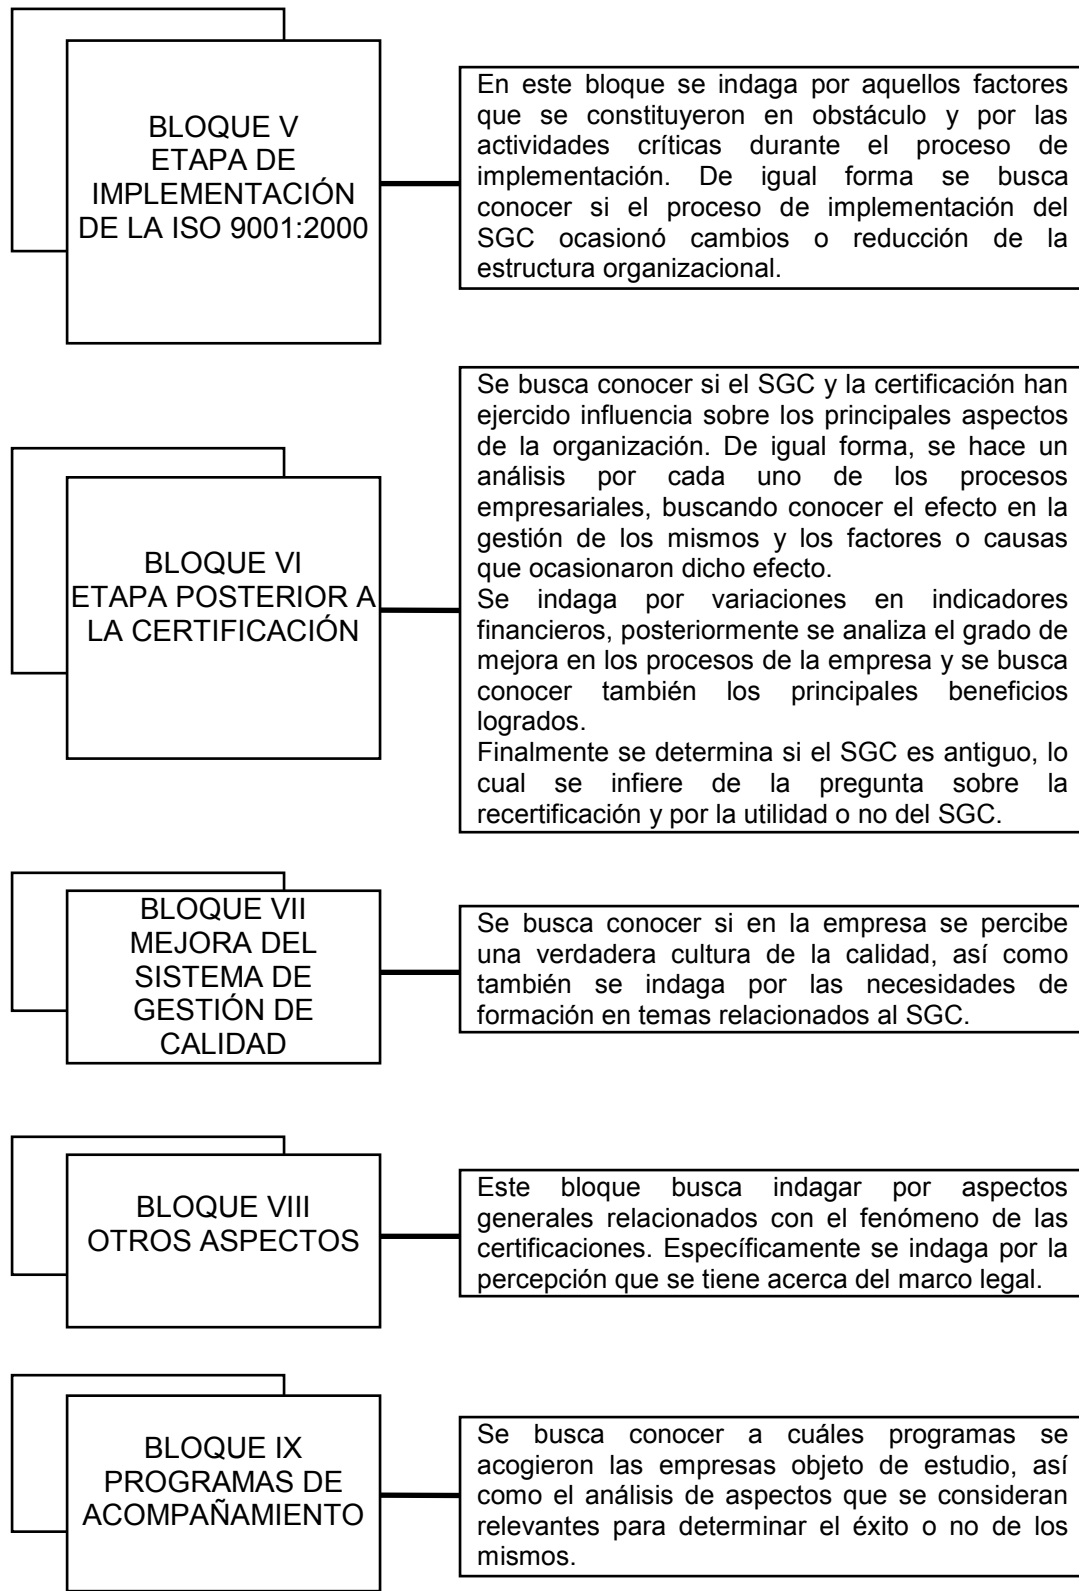 BLOQUE V
ETAPA DE
IMPLEMENTACIÓN
DE LA ISO 9001:2000
En este bloque se indaga por aquellos factores
que se constituyeron en obstáculo y por las
actividades críticas durante el proceso de
implementación. De igual forma se busca
conocer si el proceso de implementación del
SGC ocasionó cambios o reducción de la
estructura organizacional.
BLOQUE VI
ETAPA POSTERIOR A
LA CERTIFICACIÓN
Se busca conocer si el SGC y la certificación han
ejercido influencia sobre los principales aspectos
de la organización. De igual forma, se hace un
análisis por cada uno de los procesos
empresariales, buscando conocer el efecto en la
gestión de los mismos y los factores o causas
que ocasionaron dicho efecto.
Se indaga por variaciones en indicadores
financieros, posteriormente se analiza el grado de
mejora en los procesos de la empresa y se busca
conocer también los principales beneficios
logrados.
Finalmente se determina si el SGC es antiguo, lo
cual se infiere de la pregunta sobre la
recertificación y por la utilidad o no del SGC.
BLOQUE VII
MEJORA DEL
SISTEMA DE
GESTIÓN DE
CALIDAD
Se busca conocer si en la empresa se percibe
una verdadera cultura de la calidad, así como
también se indaga por las necesidades de
formación en temas relacionados al SGC.
BLOQUE VIII
OTROS ASPECTOS
Este bloque busca indagar por aspectos
generales relacionados con el fenómeno de las
certificaciones. Específicamente se indaga por la
percepción que se tiene acerca del marco legal.
BLOQUE IX
PROGRAMAS DE
ACOMPAÑAMIENTO
Se busca conocer a cuáles programas se
acogieron las empresas objeto de estudio, así
como el análisis de aspectos que se consideran
relevantes para determinar el éxito o no de los
mismos.